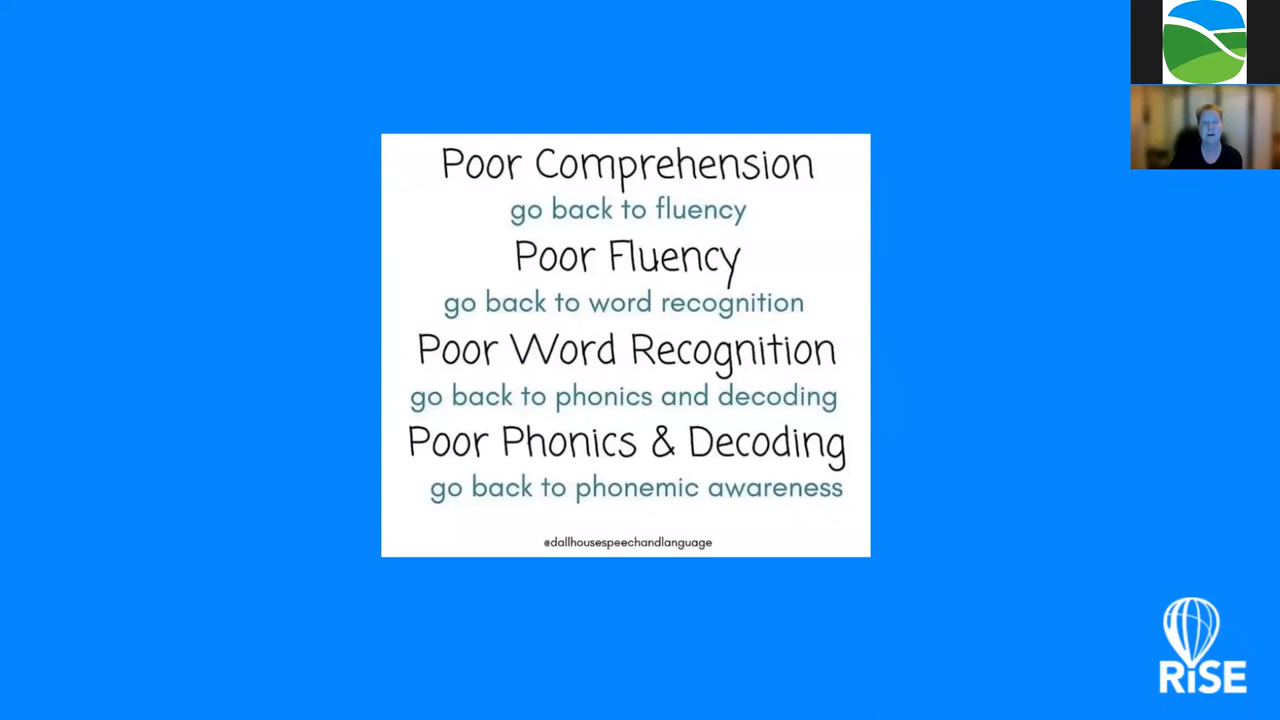 Poor Comprehension
go back to fluency
Poor Fluency
go back to word recognition
Poor Word Recognition
go back to phonics and decoding
Poor Phonics & Decoding
go back to phonemic awareness
@dallhousespeechandlanguage
RiSE